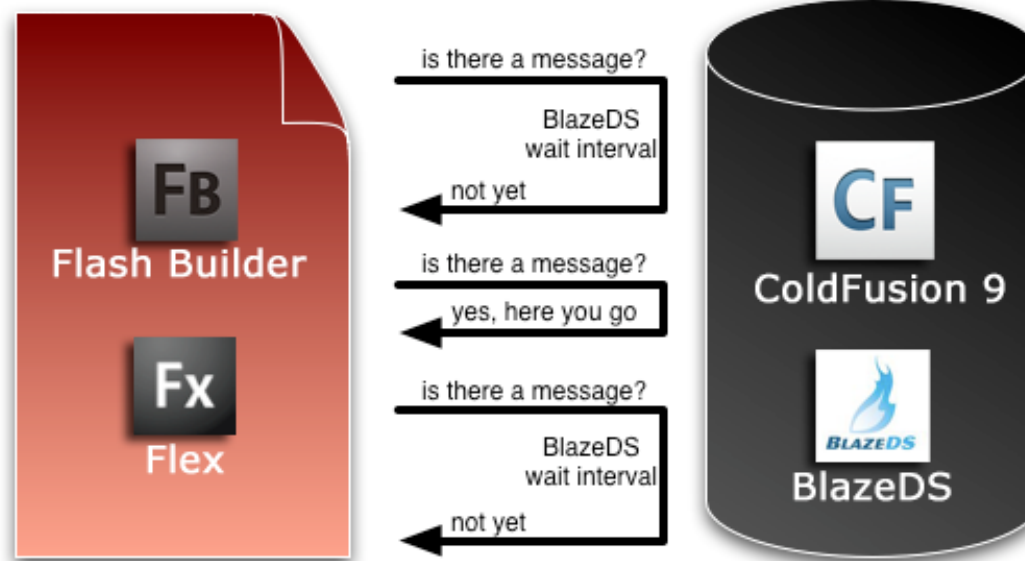 FB
Flash Builder
Fx
Flex
is there a message?
BlazeDS
wait interval
not yet
is there a message?
yes, here you go
is there a message?
BlazeDS
wait interval
not yet
CF
ColdFusion 9
BLAZEDS
BlazeDS